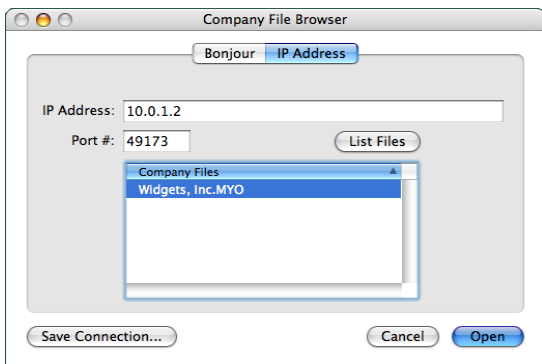 Company File Browser
Bonjour IP Address
IP Address: 10.0.1.2
Port #: 49173 List Files
Company Files
Widgets, Inc.MYO
Save Connection... Cancel Open